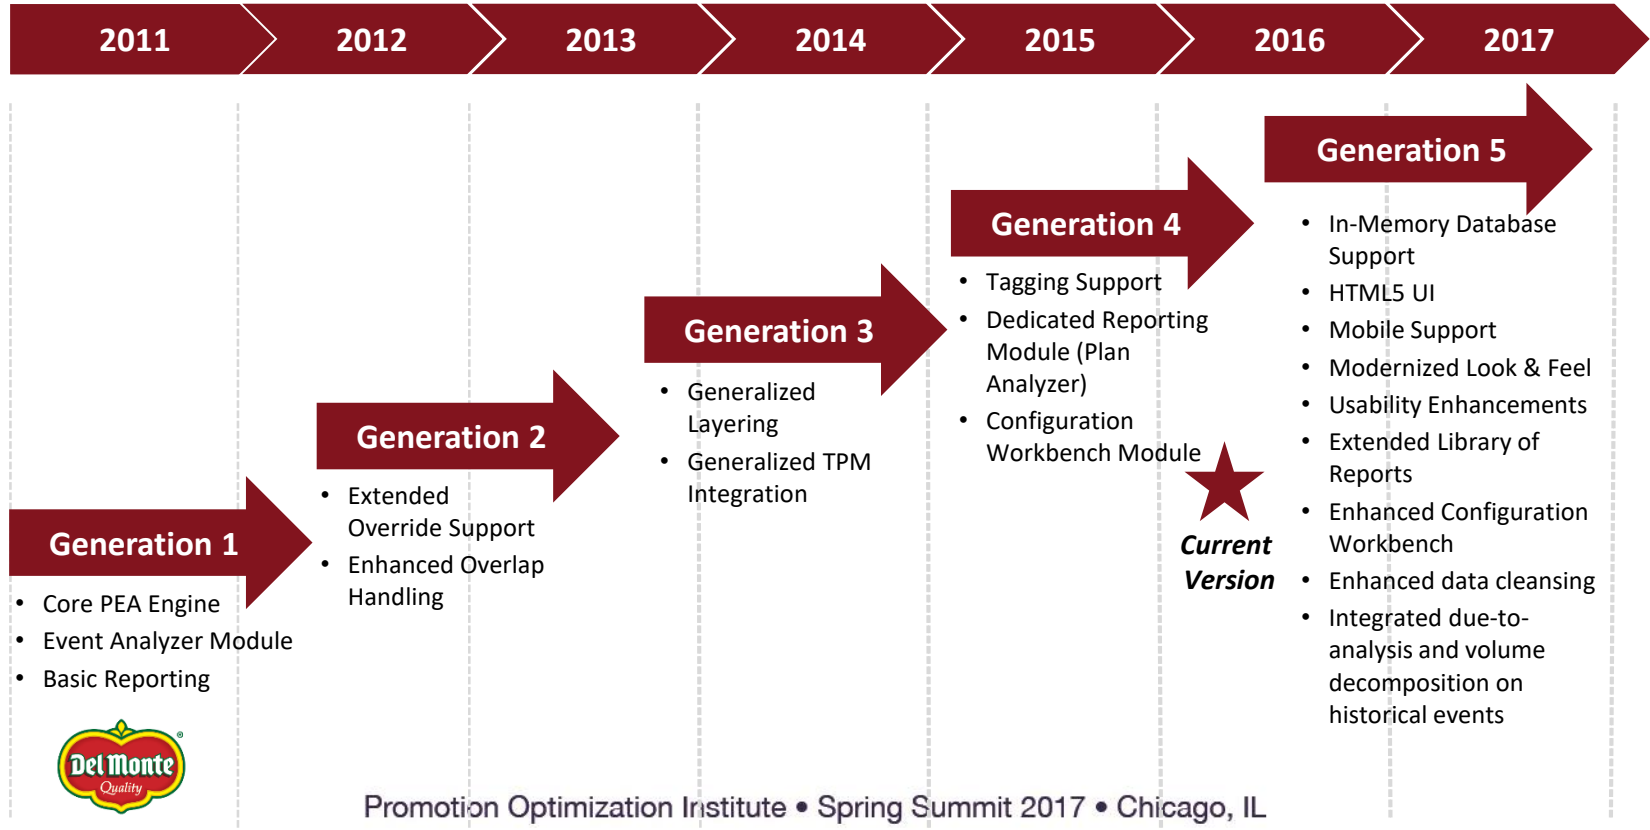 2011
2012
2013
2014
2015
2016
2017
Generation 1
• Core PEA Engine
• Event Analyzer Module
• Basic Reporting
Generation 2
• Extended
Override Support
• Enhanced Overlap
Handling
Generation 3
• Generalized
Layering
• Generalized TPM
Integration
Generation 4
• Tagging Support
• Dedicated Reporting
Module (Plan
Analyzer)
• Configuration
Workbench Module
Current
Version
Generation 5
• In-Memory Database
Support
• HTML5 UI
• Mobile Support
• Modernized Look & Feel
• Usability Enhancements
• Extended Library of
Reports
• Enhanced Configuration
Workbench
• Enhanced data cleansing
• Integrated due-to-
analysis and volume
decomposition on
historical events
Del Monte
Quality
®
Promotion Optimization Institute • Spring Summit 2017 • Chicago, IL